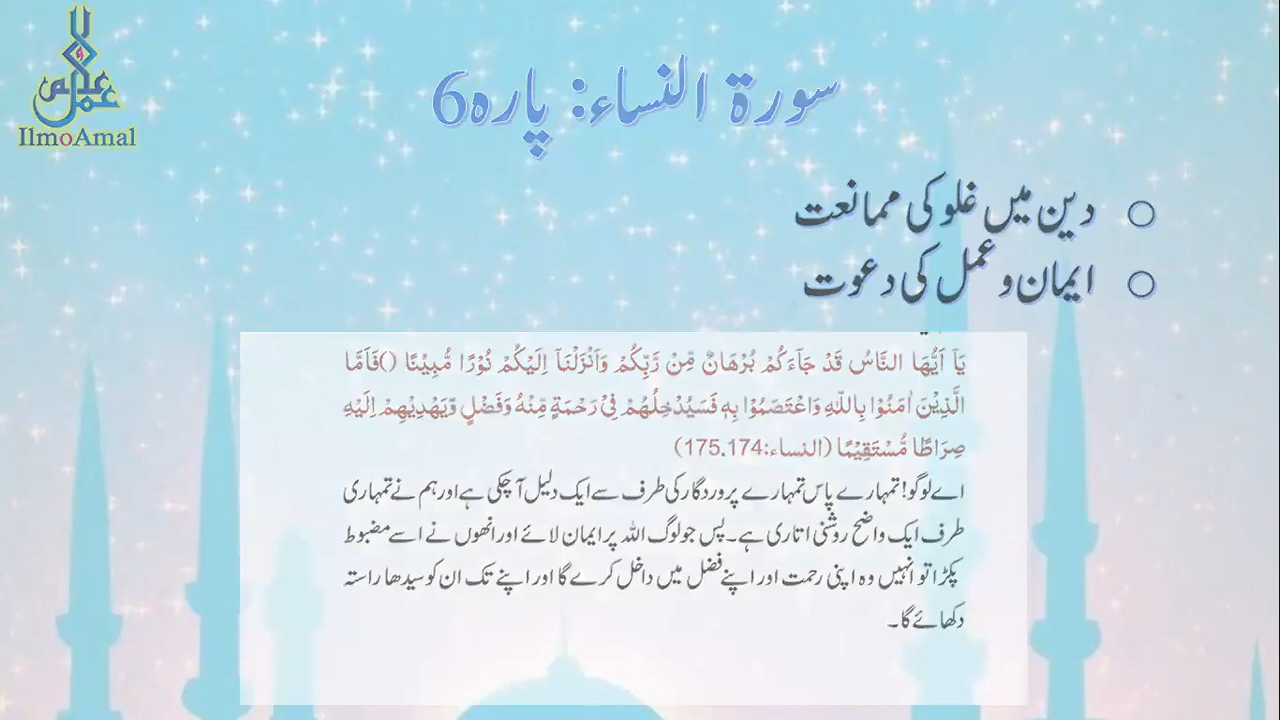 علم
عمل
IlmoAmal
سورۃ النساء: پارہ6
دین میں غلو کی ممانعت
ایمان و عمل کی دعوت
یَآ اَیُّهَا النَّاسُ قَدْ جَآءَکُمْ بُرْهَانٌ مِّنْ رَّبِّکُمْ وَاَنْزَلْنَآ اِلَیْکُمْ نُوْرًا مُّبِیْنًا ()فَاَمَّا
الَّذِیْنَ اٰمَنُوْا بِاللّٰهِ وَاعْتَصَمُوْا بِهٖ فَسَیُدْخِلُهُمْ فِیْ رَحْمَةٍ مِّنْهُ وَفَضْلٍ وَّیَهْدِیْهِمْ اِلَیْهِ
صِرَاطًا مُّسْتَقِیْمًا (النساء:175.174)
اے لوگو! تمہارے پاس تمہارے پروردگار کی طرف سے ایک دلیل آ چکی ہے اور ہم نے تمہاری
طرف ایک واضح روشنی اتاری ہے۔ پس جو لوگ اللہ پر ایمان لائے اور انھوں نے اسے مضبوط
پکڑا تو انہیں وہ اپنی رحمت اور اپنے فضل میں داخل کرے گا اور اپنے تک ان کو سیدھا راستہ
دکھائے گا۔